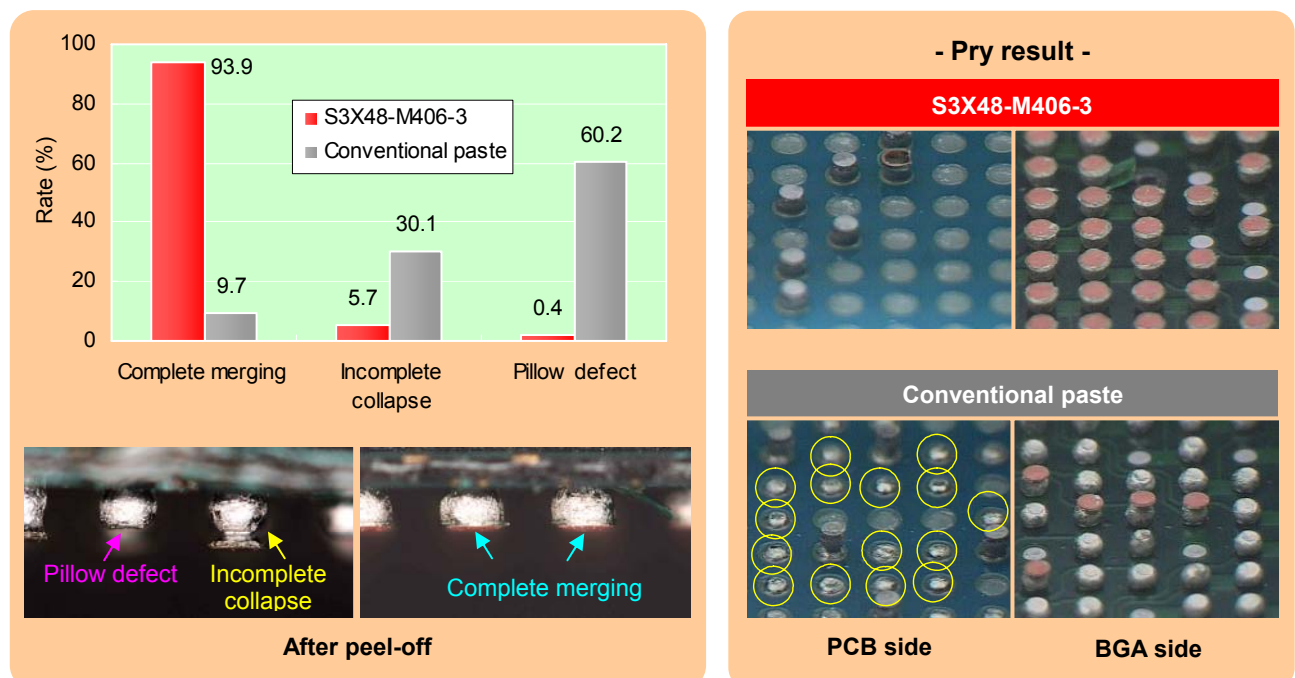 100
80
60
40
20
0
Rate (%)
93.9
9.7
5.7
30.1
0.4
60.2
S3X48-M406-3
Conventional paste
Complete merging
Incomplete
collapse
Pillow defect
Pillow defect
Incomplete
collapse
Complete merging
After peel-off
- Pry result -
S3X48-M406-3
Conventional paste
PCB side
BGA side